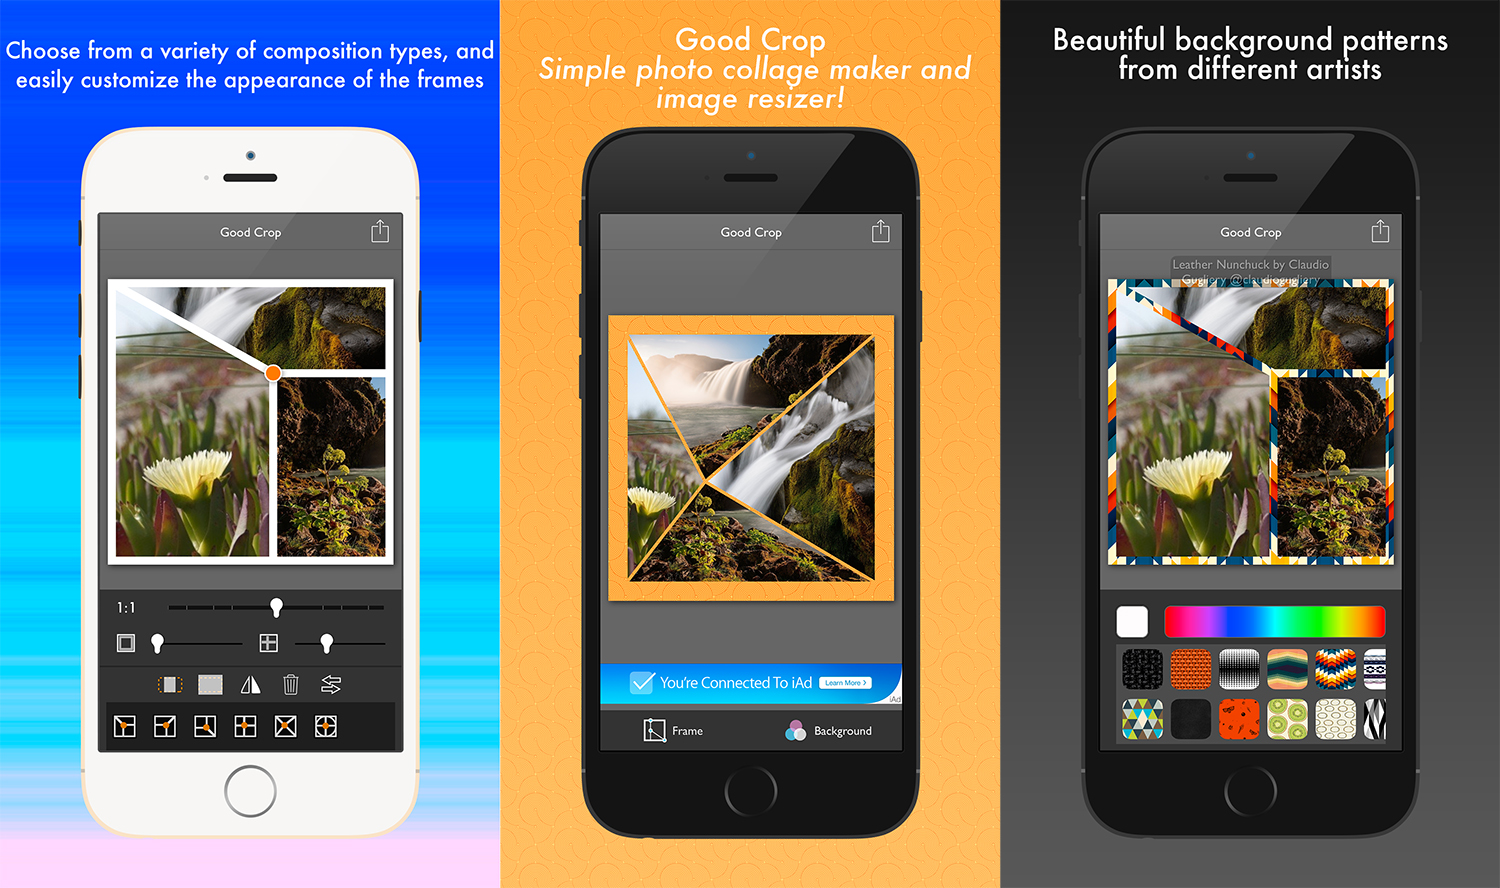 Choose from a variety of composition types, and
easily customize the appearance of the frames
Good Crop
1:1
Good Crop
Simple photo collage maker and
image resizer!
Good Crop
You're Connected To iAd
Learn More >
iAd
Frame
Background
Beautiful background patterns
from different artists
Good Crop
Leather Nunchuck by Claudio
Gugliery @claudiogugliery